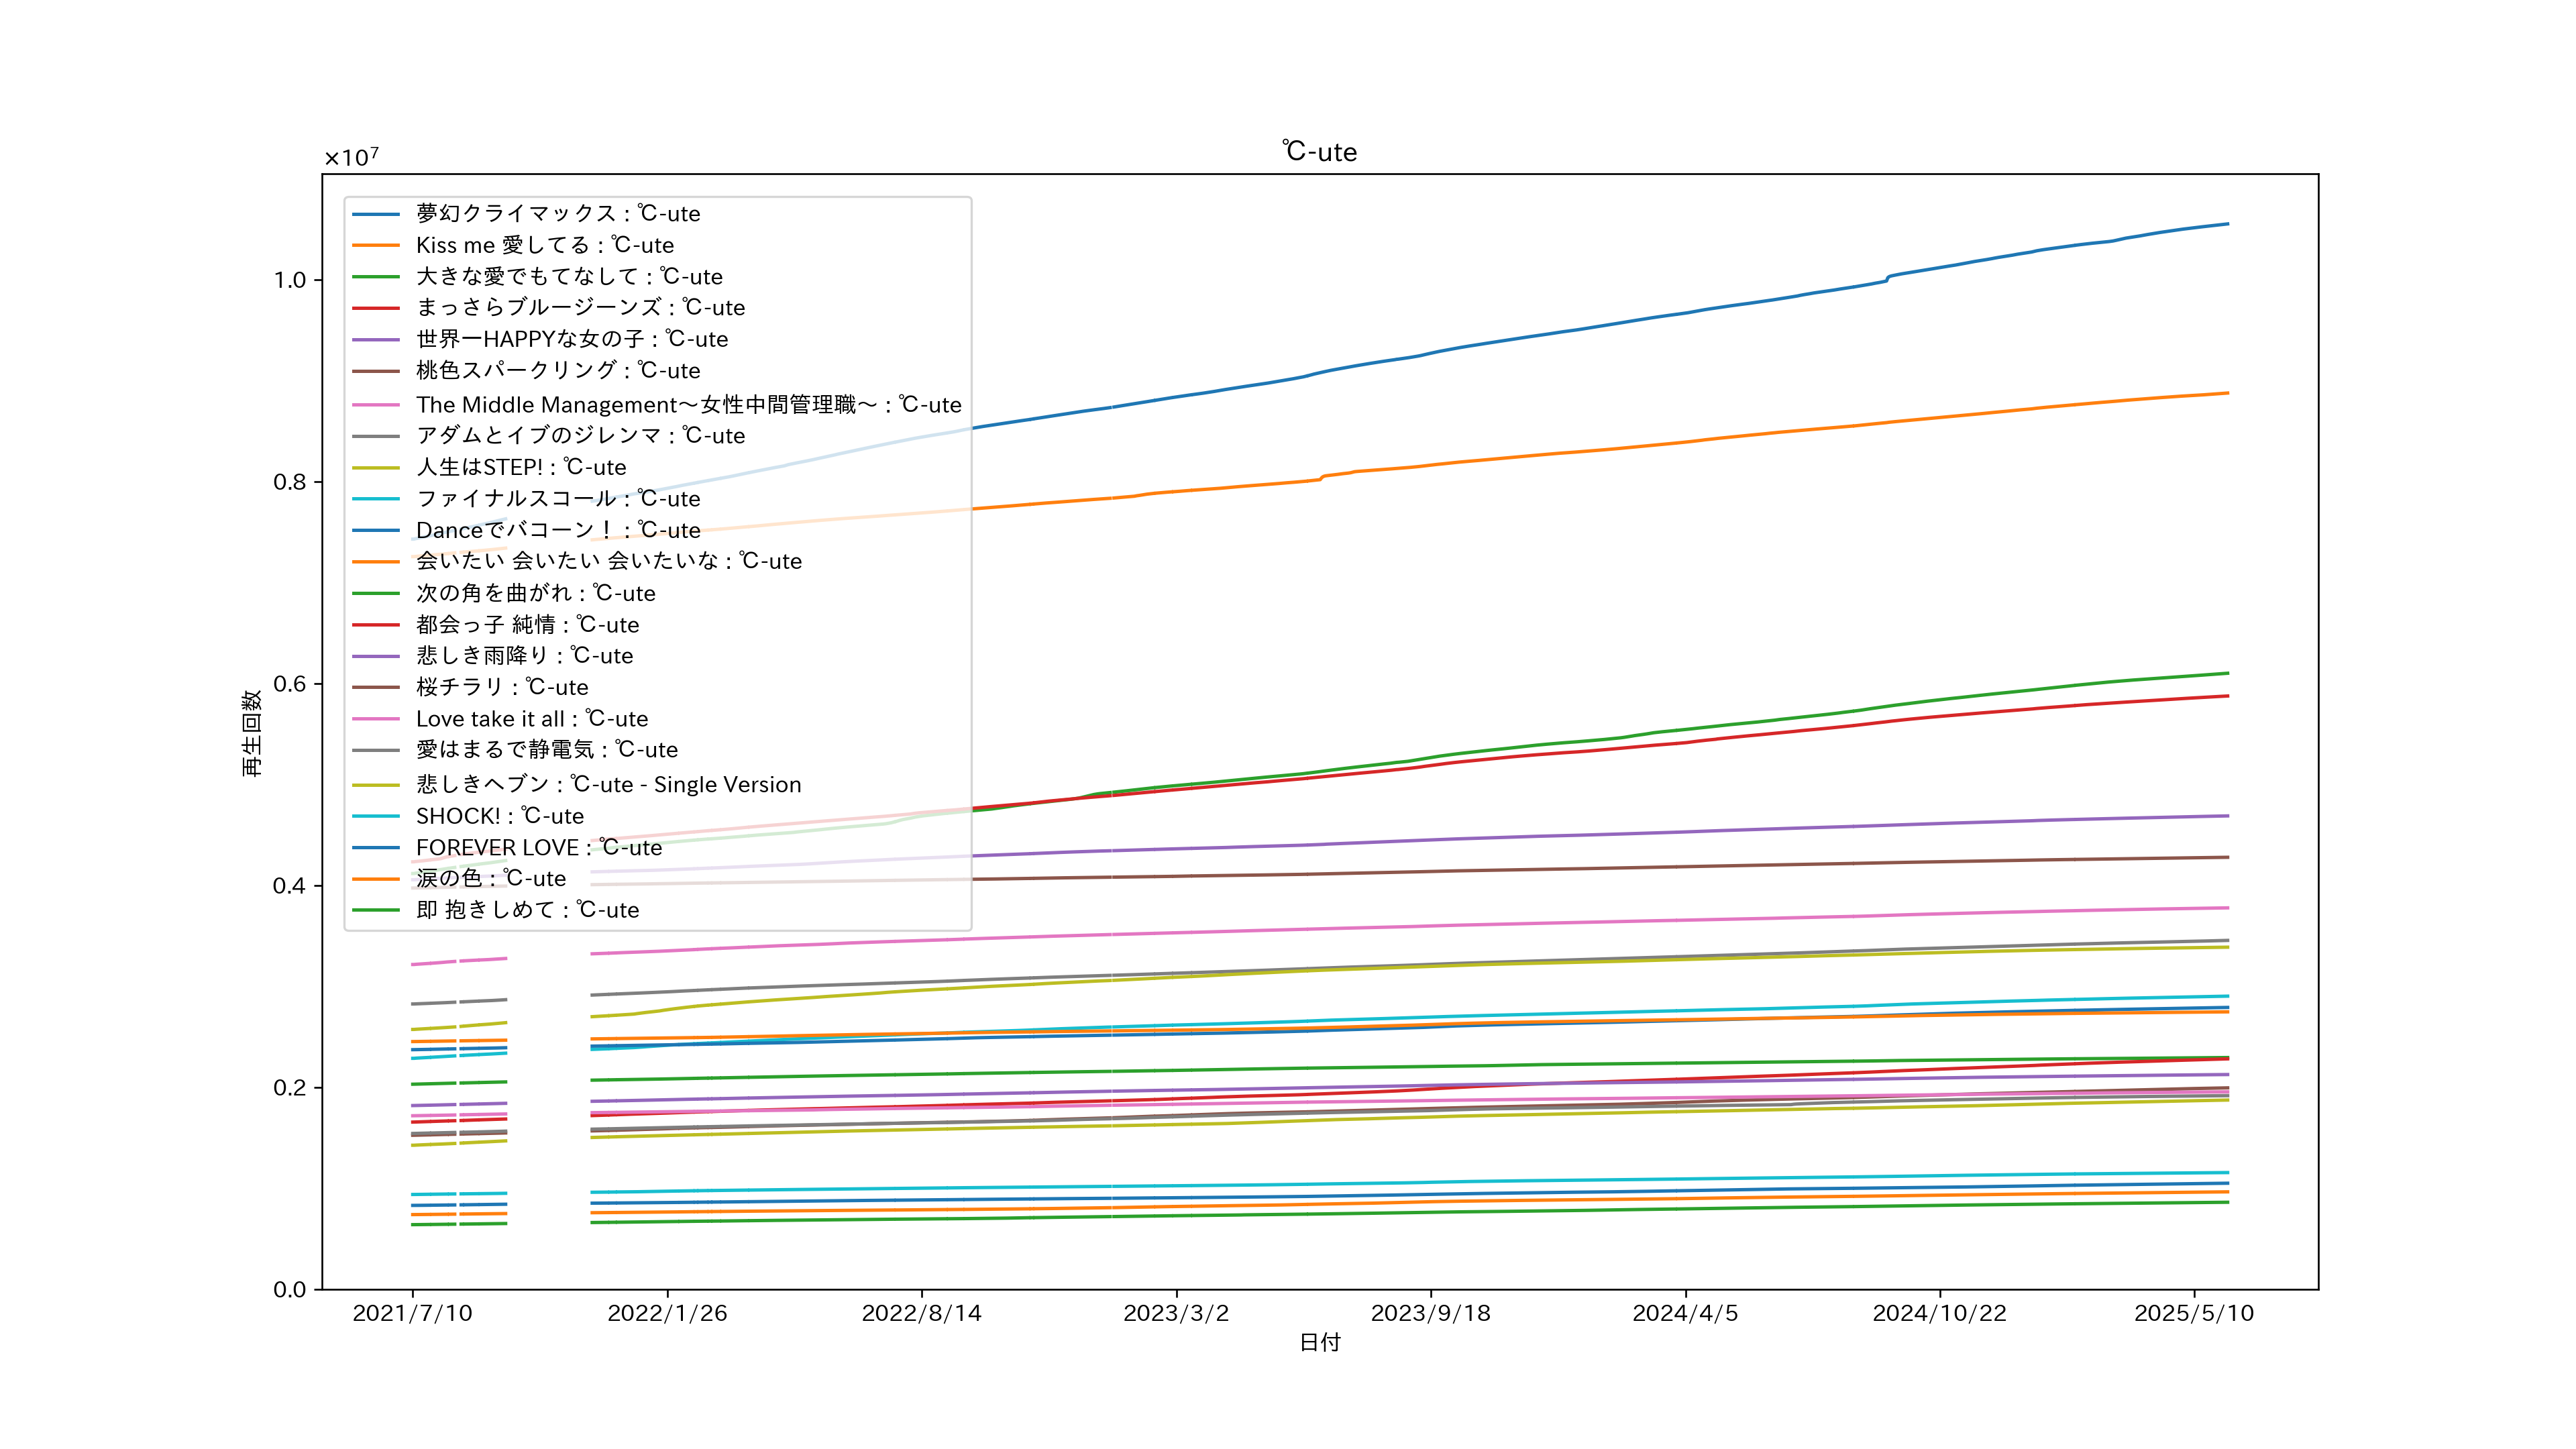 ℃-ute
×10⁷
夢幻クライマックス : ℃-ute
Kiss me 愛してる : ℃-ute
大きな愛でもてなして : ℃-ute
まっさらブルージーンズ : ℃-ute
世界一HAPPYな女の子 : ℃-ute
桃色スパークリング : ℃-ute
The Middle Management〜女性中間管理職〜 : ℃-ute
アダムとイブのジレンマ : ℃-ute
人生はSTEP! : ℃-ute
ファイナルスコール : ℃-ute
Danceでバコーン！ : ℃-ute
会いたい 会いたい 会いたいな : ℃-ute
次の角を曲がれ : ℃-ute
都会っ子 純情 : ℃-ute
悲しき雨降り : ℃-ute
桜チラリ : ℃-ute
Love take it all : ℃-ute
愛はまるで静電気 : ℃-ute
悲しきヘブン : ℃-ute - Single Version
SHOCK! : ℃-ute
FOREVER LOVE : ℃-ute
涙の色 : ℃-ute
即 抱きしめて : ℃-ute
1.0
0.8
0.6
0.4
0.2
0.0
再生回数
2021/7/10 2022/1/26 2022/8/14 2023/3/2 2023/9/18 2024/4/5 2024/10/22 2025/5/10
日付